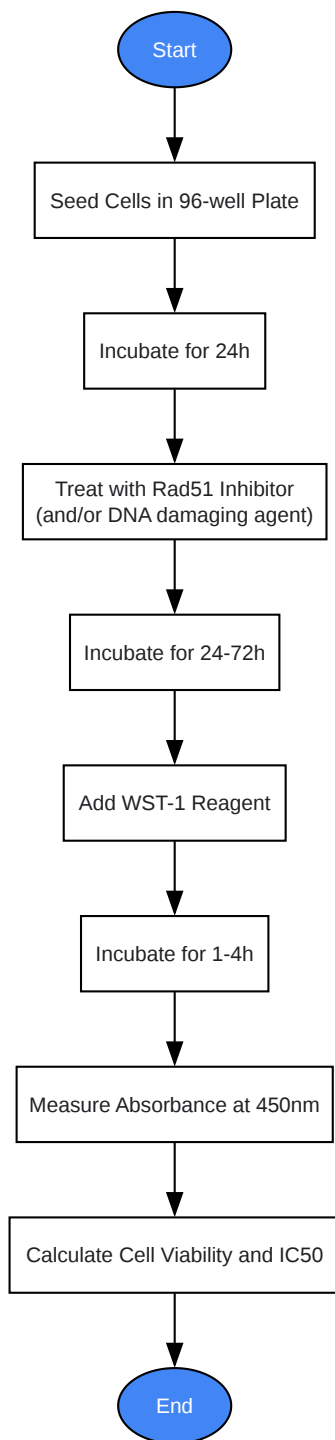 Start
Seed Cells in 96-well Plate
Incubate for 24h
Treat with Rad51 Inhibitor
(and/or DNA damaging agent)
Incubate for 24-72h
Add WST-1 Reagent
Incubate for 1-4h
Measure Absorbance at 450nm
Calculate Cell Viability and IC50
End